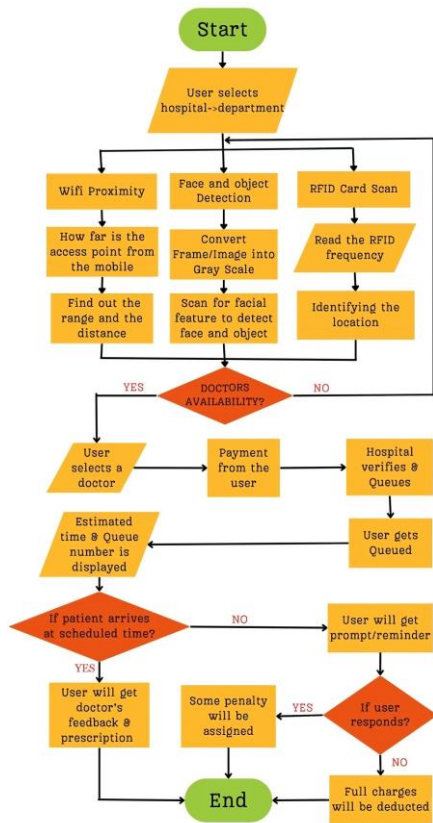 Start
User selects
hospital->department
Wifi Proximity
Face and object
Detection
RFID Card Scan
How far is the
access point from
the mobile
Convert
Frame/Image into
Gray Scale
Read the RFID
frequency
Find out the
range and the
distance
Scan for facial
feature to detect
face and object
Identifying the
location
YES
DOCTORS
AVAILABILITY?
NO
User
selects a
doctor
Payment
from the
user
Hospital
verifies &
Queues
Estimated
time & Queue
number is
displayed
User gets
Queued
If patient arrives
at scheduled time?
NO
User will get
prompt/reminder
YES
User will get
doctor's
feedback &
prescription
Some penalty
will be
assigned
YES
If user
responds?
NO
End
Full charges
will be deducted